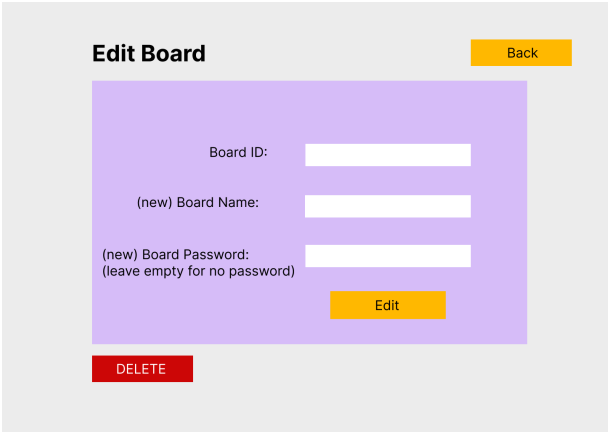 Edit Board
Back
Board ID:
(new) Board Name:
(new) Board Password:
(leave empty for no password)
Edit
DELETE